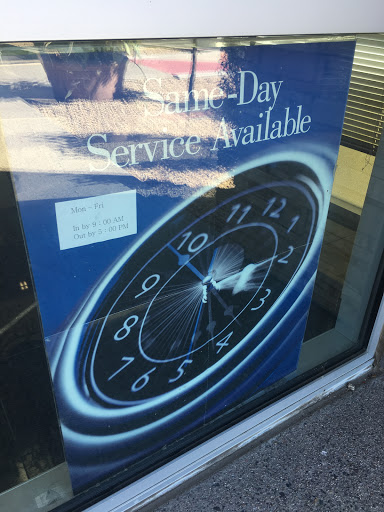 Same-Day
Service Available
Mon - Fri
In by 9 : 00 AM
Out by 5 : 00 PM
12
11
10
9
8
7
6
5
4
3
2